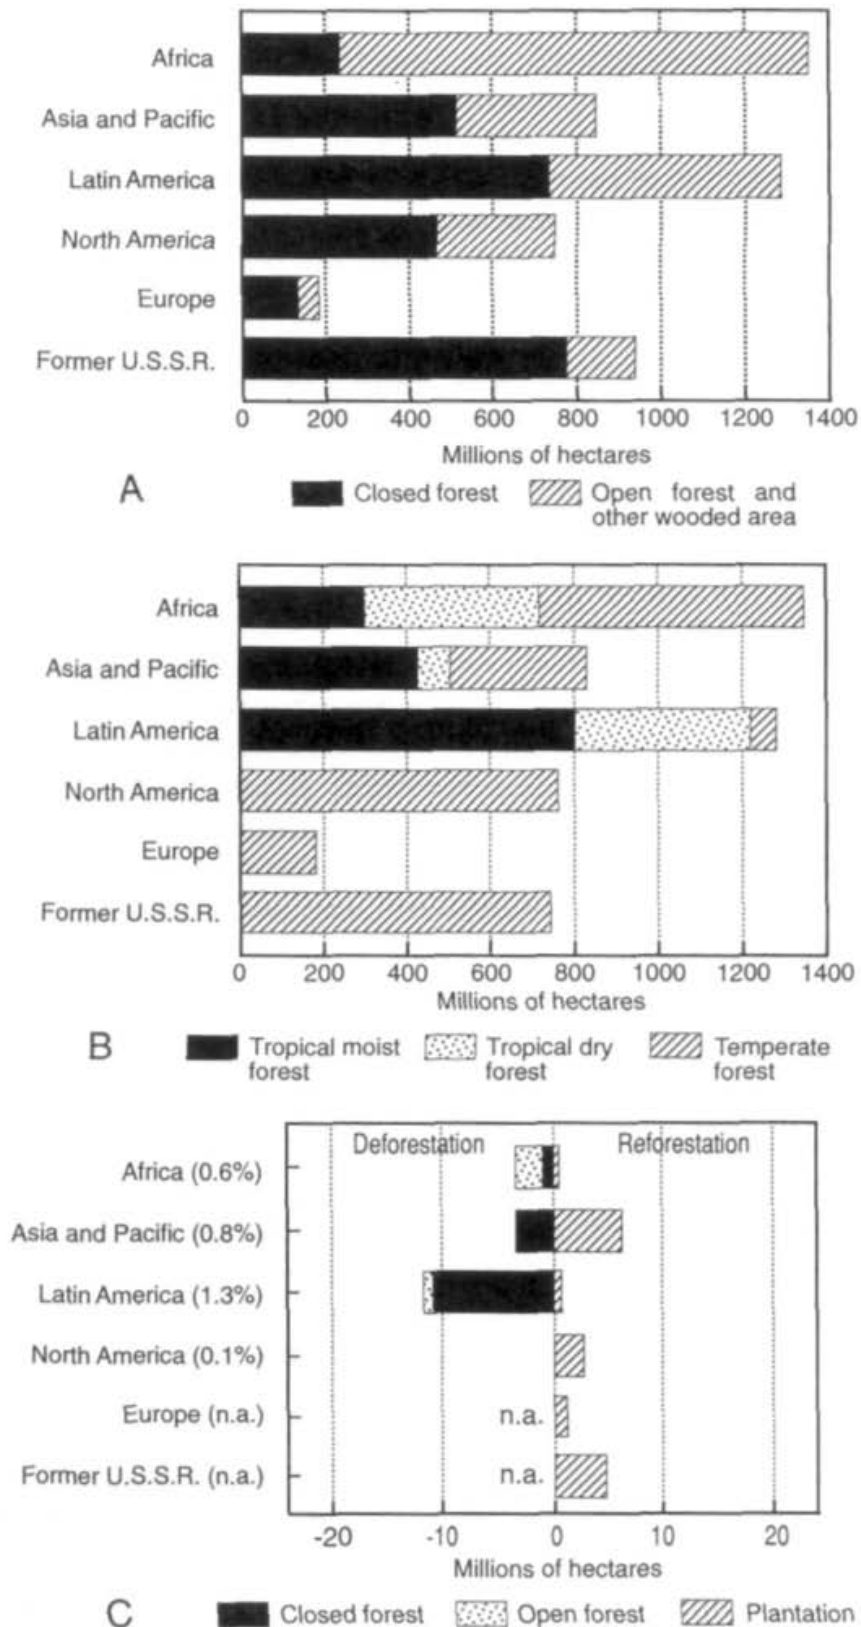 Africa
Asia and Pacific
Latin America
North America
Europe
Former U.S.S.R.
0 200 400 600 800 1000 1200 1400
Millions of hectares
A
Closed forest
Open forest and
other wooded area
Africa
Asia and Pacific
Latin America
North America
Europe
Former U.S.S.R.
0 200 400 600 800 1000 1200 1400
Millions of hectares
B
Tropical moist
forest
Tropical dry
forest
Temperate
forest
Deforestation Reforestation
Africa (0.6%)
Asia and Pacific (0.8%)
Latin America (1.3%)
North America (0.1%)
Europe (n.a.) n.a.
Former U.S.S.R. (n.a.) n.a.
-20 -10 0 10 20
Millions of hectares
C
Closed forest Open forest Plantation